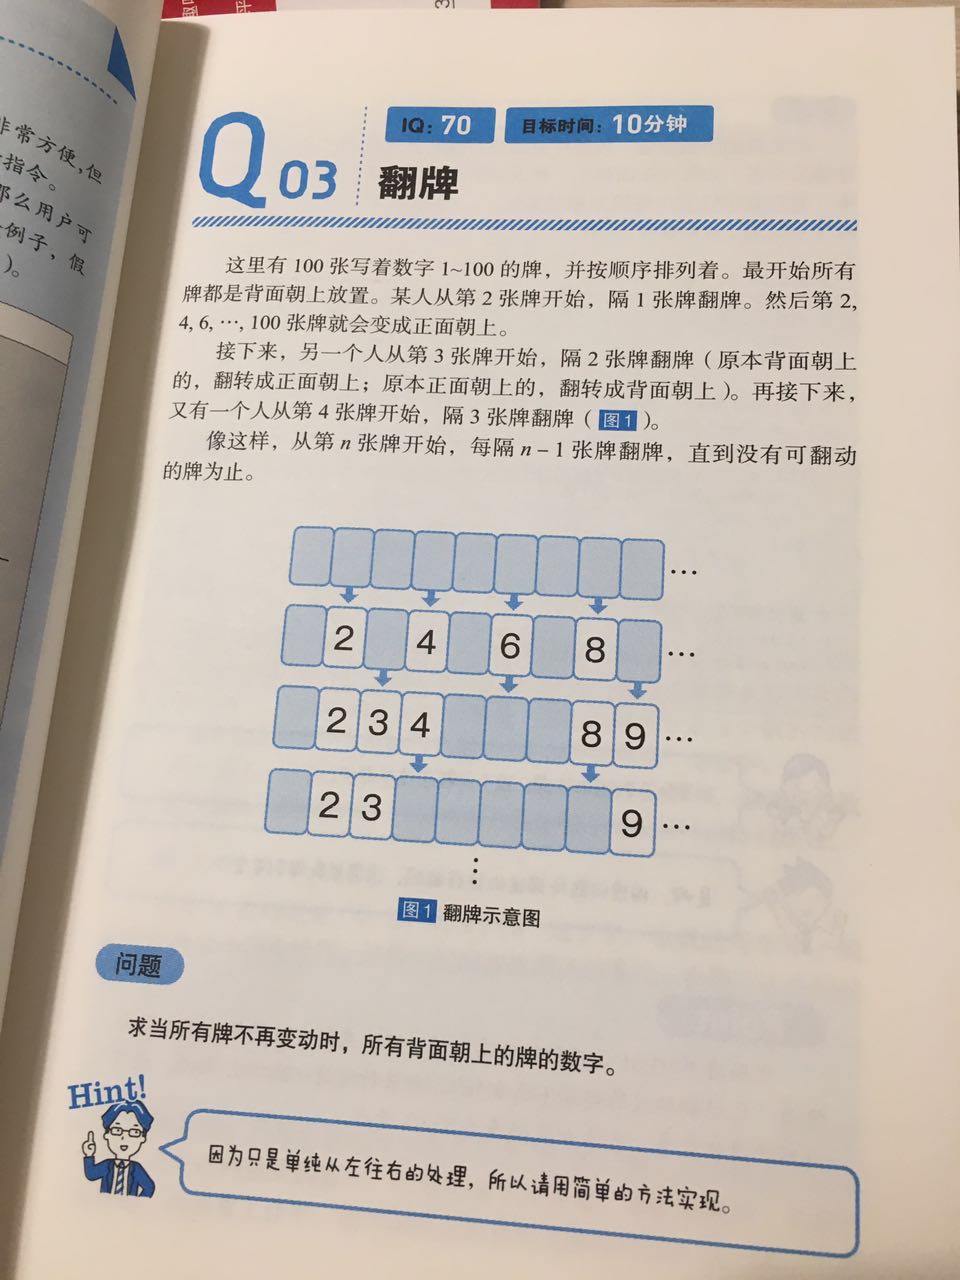 非常方便，但
指令。
那么用户可
例子，假
)。
Q03
IQ: 70
目标时间: 10分钟
翻牌
这里有 100 张写着数字 1~100 的牌，并按顺序排列着。最开始所有
牌都是背面朝上放置。某人从第 2 张牌开始，隔 1 张牌翻牌。然后第 2,
4, 6, …, 100 张牌就会变成正面朝上。
接下来，另一个人从第 3 张牌开始，隔 2 张牌翻牌（原本背面朝上
的，翻转成正面朝上；原本正面朝上的，翻转成背面朝上）。再接下来，
又有一个人从第 4 张牌开始，隔 3 张牌翻牌（图1）。
像这样，从第 n 张牌开始，每隔 n – 1 张牌翻牌，直到没有可翻动
的牌为止。
…
2 4 6 8 …
2 3 4 8 9 …
2 3 9 …
⋮
图1 翻牌示意图
问题
求当所有牌不再变动时，所有背面朝上的牌的数字。
Hint!
因为只是单纯从左往右的处理，所以请用简单的方法实现。